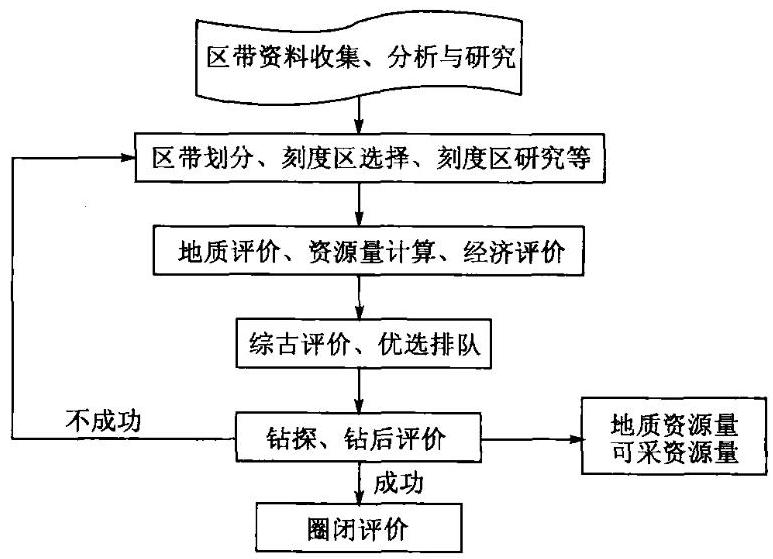 区带资料收集、分析与研究
区带划分、刻度区选择、刻度区研究等
地质评价、资源量计算、经济评价
综古评价、优选排队
不成功
钻探、钻后评价
地质资源量
可采资源量
成功
圈闭评价